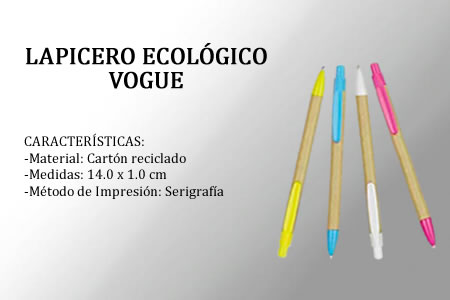 LAPICERO ECOLÓGICO
VOGUE
CARACTERÍSTICAS:
-Material: Cartón reciclado
-Medidas: 14.0 x 1.0 cm
-Método de Impresión: Serigrafía